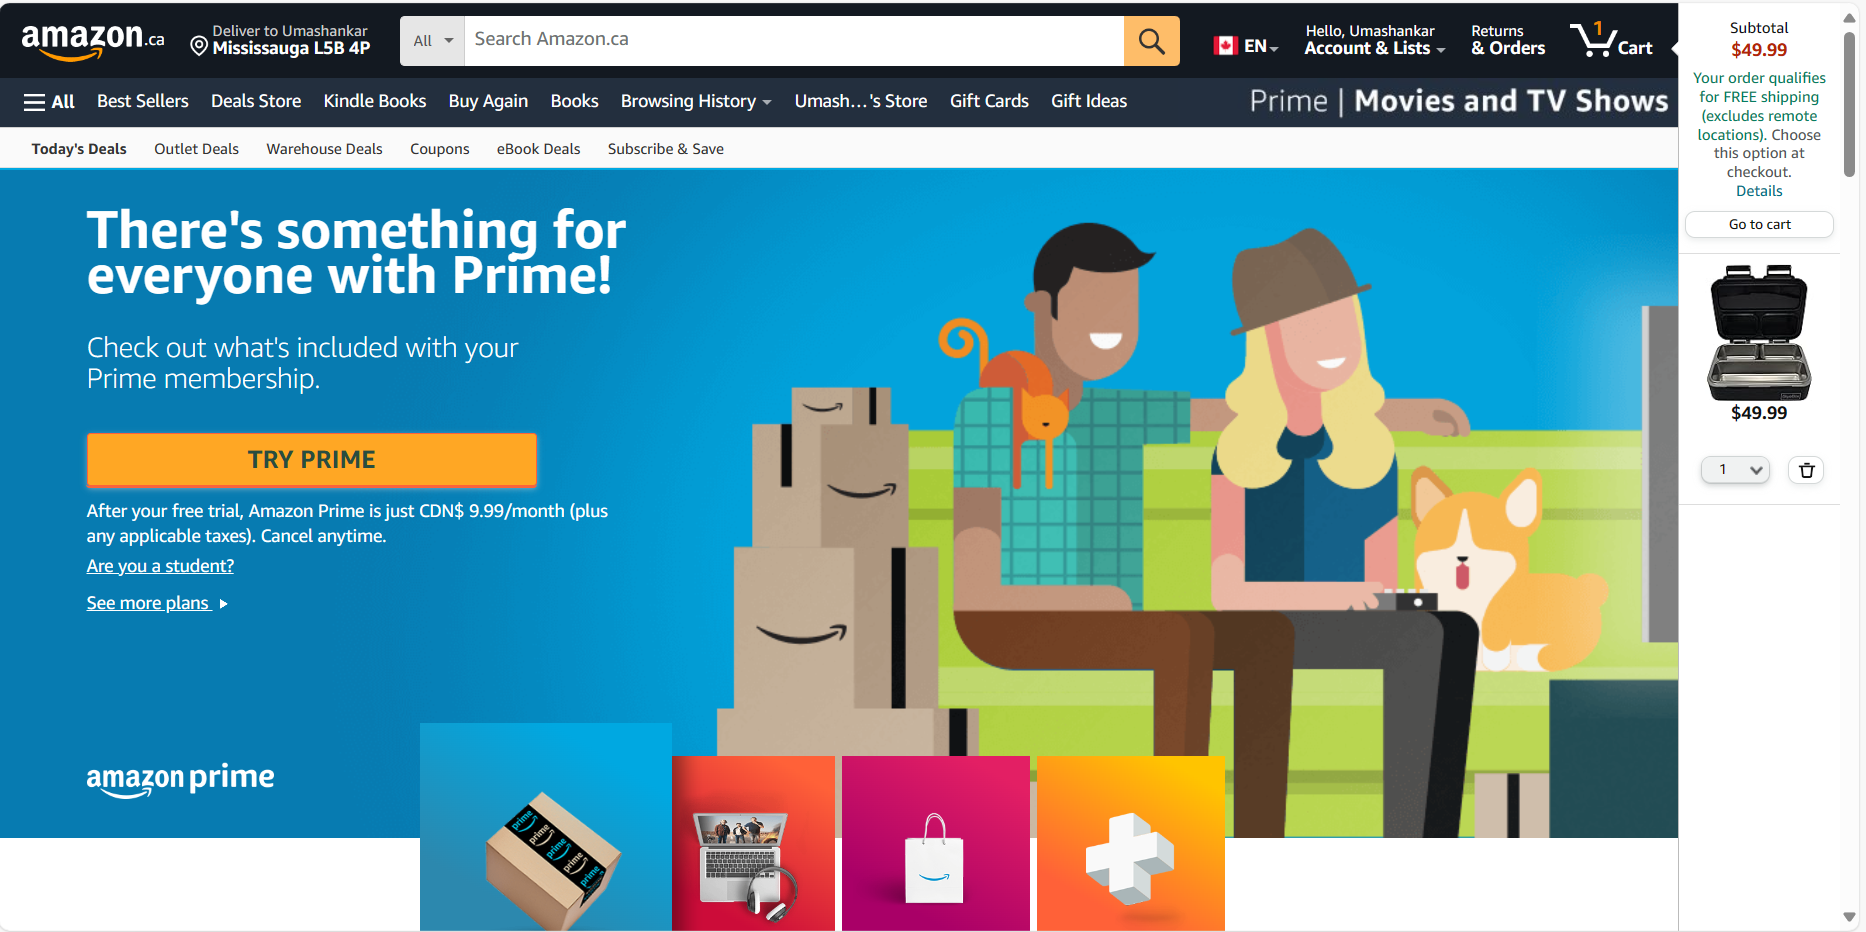 amazon.ca
Deliver to Umashankar
Mississauga L5B 4P
All
Search Amazon.ca
EN
Hello, Umashankar
Account & Lists
Returns
& Orders
1
Cart
All
Best Sellers
Deals Store
Kindle Books
Buy Again
Books
Browsing History
Umash...'s Store
Gift Cards
Gift Ideas
Prime | Movies and TV Shows
Today's Deals
Outlet Deals
Warehouse Deals
Coupons
eBook Deals
Subscribe & Save
There's something for
everyone with Prime!
Check out what's included with your
Prime membership.
TRY PRIME
After your free trial, Amazon Prime is just CDN$ 9.99/month (plus
any applicable taxes). Cancel anytime.
Are you a student?
See more plans
amazon prime
prime
prime
prime
prime
prime
Subtotal
$49.99
Your order qualifies
for FREE shipping
(excludes remote
locations). Choose
this option at
checkout.
Details
Go to cart
$49.99
1